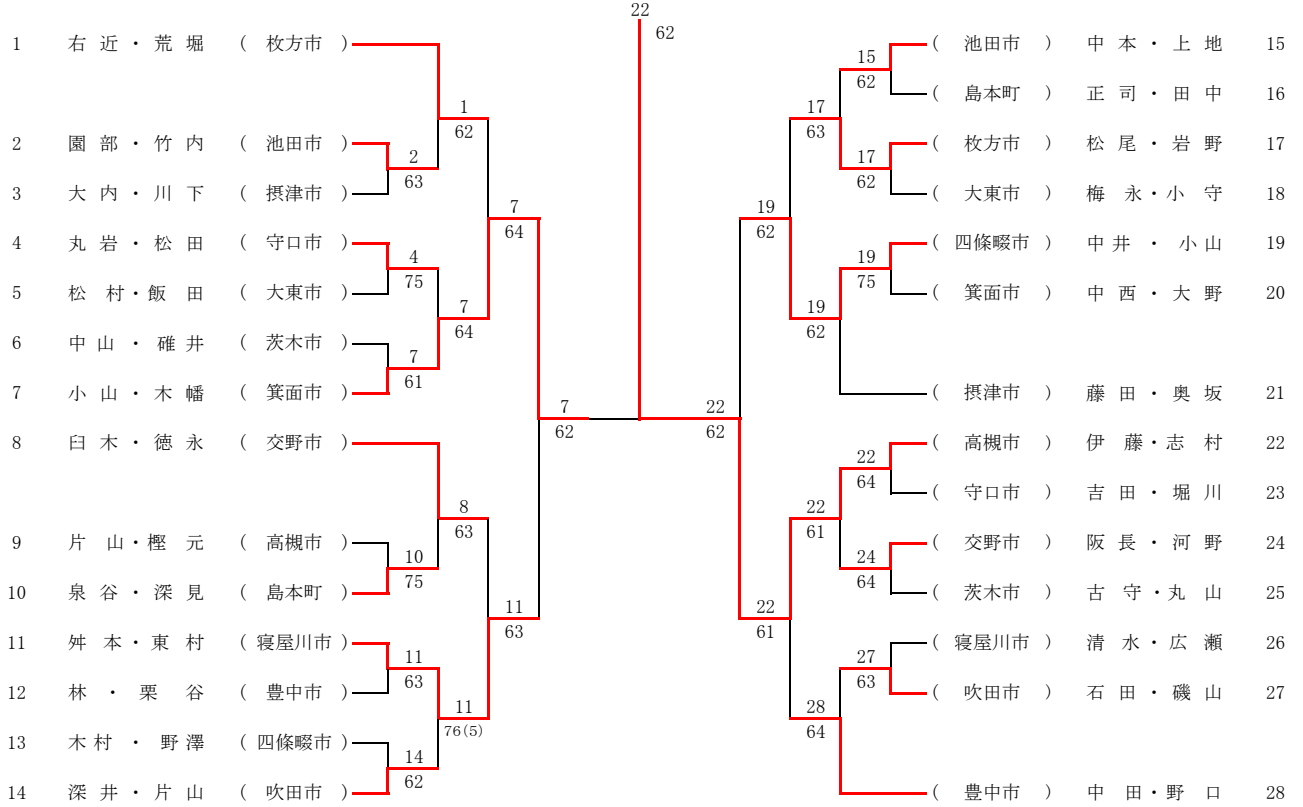 22
62
1 右近・荒堀 ( 枚方市 )
1
62
2 園部・竹内 ( 池田市 )
2
63
3 大内・川下 ( 摂津市 )
7
64
4 丸岩・松田 ( 守口市 )
4
75
5 松村・飯田 ( 大東市 )
7
64
6 中山・碓井 ( 茨木市 )
7
61
7 小山・木幡 ( 箕面市 )
7
62
8 臼木・徳永 ( 交野市 )
8
63
9 片山・樫元 ( 高槻市 )
10
75
10 泉谷・深見 ( 島本町 )
11
63
11 舛本・東村 ( 寝屋川市 )
11
63
12 林・栗谷 ( 豊中市 )
11
76(5)
13 木村・野澤 ( 四條畷市 )
14
62
14 深井・片山 ( 吹田市 )
( 池田市 ) 中本・上地 15
15
62
( 島本町 ) 正司・田中 16
17
63
( 枚方市 ) 松尾・岩野 17
17
62
( 大東市 ) 梅永・小守 18
19
62
( 四條畷市 ) 中井・小山 19
19
75
( 箕面市 ) 中西・大野 20
19
62
( 摂津市 ) 藤田・奥坂 21
22
62
( 高槻市 ) 伊藤・志村 22
22
64
( 守口市 ) 吉田・堀川 23
22
61
( 交野市 ) 阪長・河野 24
24
64
( 茨木市 ) 古守・丸山 25
22
61
( 寝屋川市 ) 清水・広瀬 26
27
63
( 吹田市 ) 石田・磯山 27
28
64
( 豊中市 ) 中田・野口 28